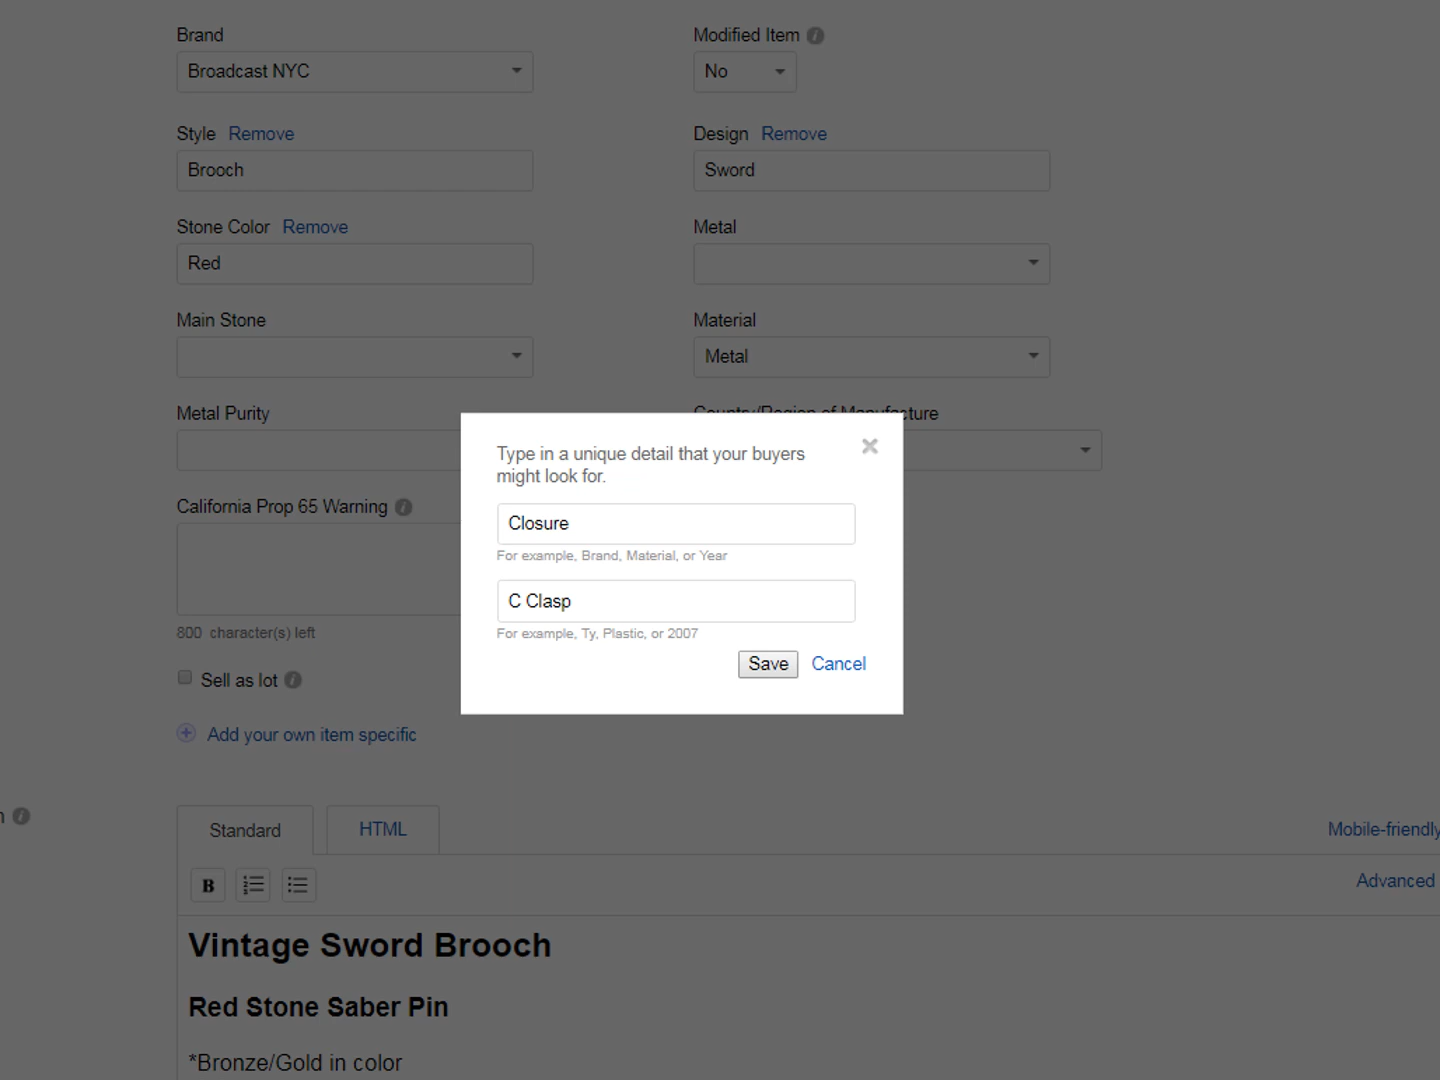 Brand
Modified Item
Broadcast NYC
No
Style Remove
Design Remove
Brooch
Sword
Stone Color Remove
Metal
Red
Main Stone
Material
Metal
Metal Purity
Country/Region of Manufacture
Type in a unique detail that your buyers
might look for.
Closure
For example, Brand, Material, or Year
C Clasp
For example, Ty, Plastic, or 2007
Save Cancel
California Prop 65 Warning
800 character(s) left
Sell as lot
Add your own item specific
Standard
HTML
Mobile-friendly
B
Advanced
Vintage Sword Brooch
Red Stone Saber Pin
*Bronze/Gold in color